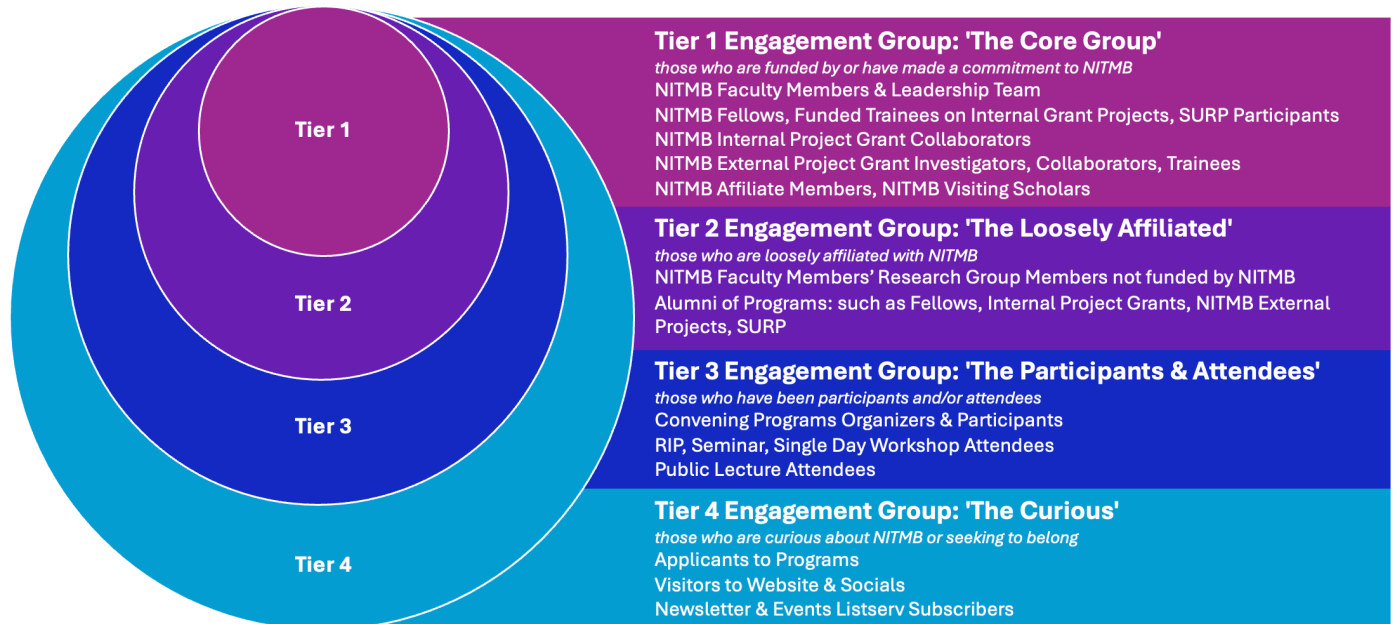 Tier 1
Tier 2
Tier 3
Tier 4
Tier 1 Engagement Group: 'The Core Group'
those who are funded by or have made a commitment to NITMB
NITMB Faculty Members & Leadership Team
NITMB Fellows, Funded Trainees on Internal Grant Projects, SURP Participants
NITMB Internal Project Grant Collaborators
NITMB External Project Grant Investigators, Collaborators, Trainees
NITMB Affiliate Members, NITMB Visiting Scholars
Tier 2 Engagement Group: 'The Loosely Affiliated'
those who are loosely affiliated with NITMB
NITMB Faculty Members’ Research Group Members not funded by NITMB
Alumni of Programs: such as Fellows, Internal Project Grants, NITMB External
Projects, SURP
Tier 3 Engagement Group: 'The Participants & Attendees'
those who have been participants and/or attendees
Convening Programs Organizers & Participants
RIP, Seminar, Single Day Workshop Attendees
Public Lecture Attendees
Tier 4 Engagement Group: 'The Curious'
those who are curious about NITMB or seeking to belong
Applicants to Programs
Visitors to Website & Socials
Newsletter & Events Listserv Subscribers